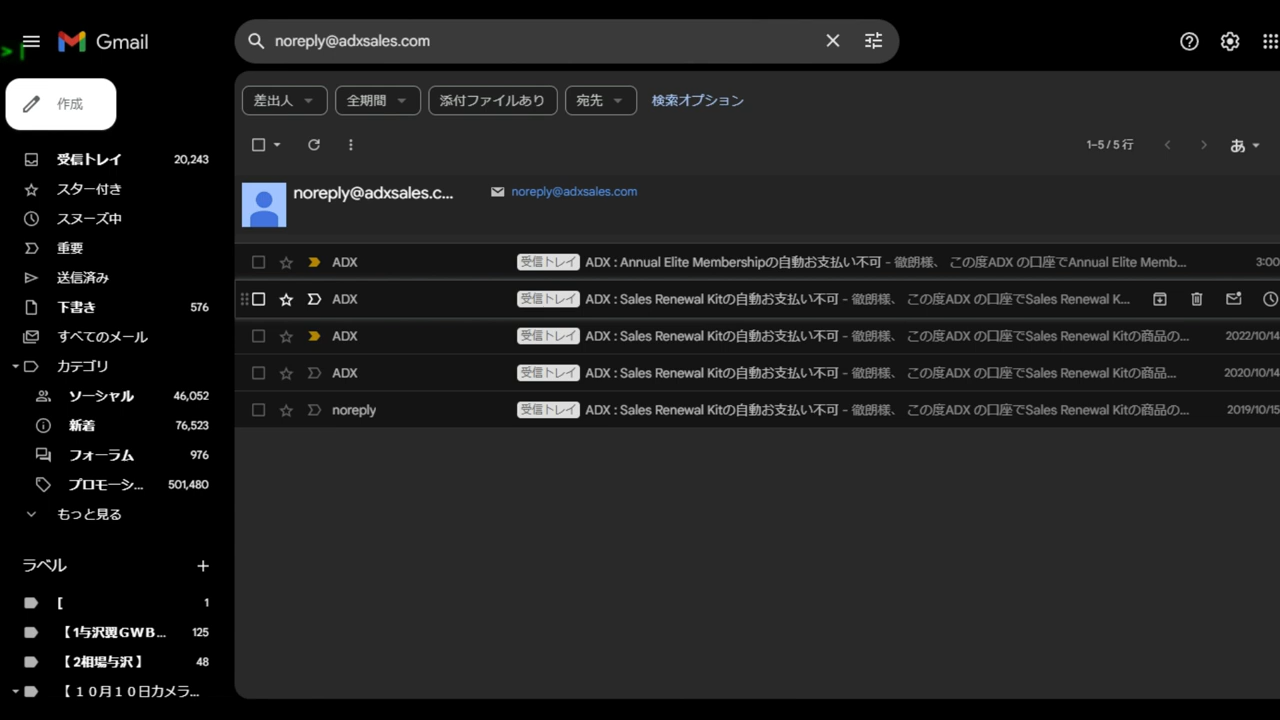 Gmail
noreply@adxsales.com
作成
差出人
全期間
添付ファイルあり
宛先
検索オプション
1–5 / 5 行
あ
受信トレイ 20,243
スター付き
スヌーズ中
重要
送信済み
下書き 576
すべてのメール
カテゴリ
ソーシャル 46,052
新着 76,523
フォーラム 976
プロモーシ... 501,480
もっと見る
ラベル
[ 1
【1与沢翼GWB... 125
【2相場与沢】 48
【１０月１０日カメラ...
noreply@adxsales.c...
noreply@adxsales.com
ADX 受信トレイ ADX : Annual Elite Membershipの自動お支払い不可 - 徹朗様、 この度ADX の口座でAnnual Elite Memb... 3:00
ADX 受信トレイ ADX : Sales Renewal Kitの自動お支払い不可 - 徹朗様、 この度ADX の口座でSales Renewal K...
ADX 受信トレイ ADX : Sales Renewal Kitの自動お支払い不可 - 徹朗様、 この度ADX の口座でSales Renewal Kitの商品の... 2022/10/14
ADX 受信トレイ ADX : Sales Renewal Kitの自動お支払い不可 - 徹朗様、 この度ADX の口座でSales Renewal Kitの商品... 2020/10/14
noreply 受信トレイ ADX : Sales Renewal Kitの自動お支払い不可 - 徹朗様、 この度ADX の口座でSales Renewal Kitの商品の... 2019/10/15